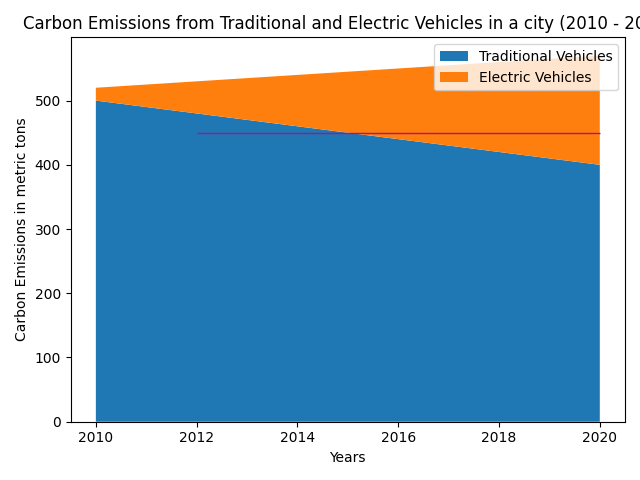 Carbon Emissions from Traditional and Electric Vehicles in a city (2010 - 20
Traditional Vehicles
Electric Vehicles
Carbon Emissions in metric tons
500
400
300
200
100
0
2010 2012 2014 2016 2018 2020
Years